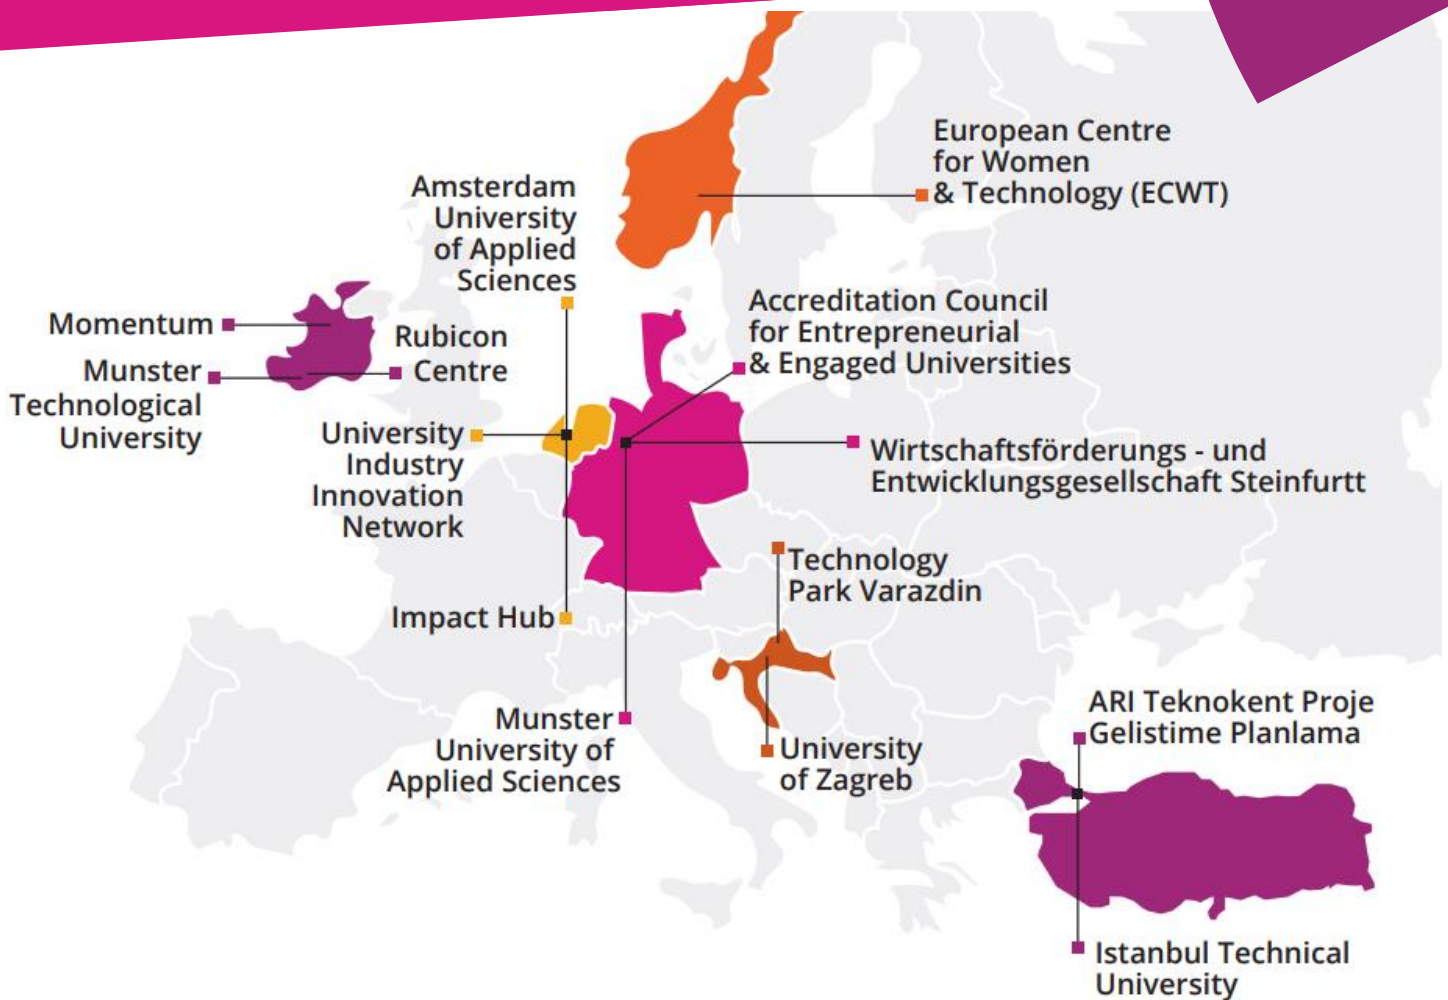 European Centre
for Women
& Technology (ECWT)
Amsterdam
University
of Applied
Sciences
Accreditation Council
for Entrepreneurial
& Engaged Universities
Momentum
Rubicon
Centre
Munster
Technological
University
University
Industry
Innovation
Network
Wirtschaftsförderungs - und
Entwicklungsgesellschaft Steinfurtt
Technology
Park Varazdin
Impact Hub
Munster
University of
Applied Sciences
University
of Zagreb
ARI Teknokent Proje
Gelistime Planlama
Istanbul Technical
University